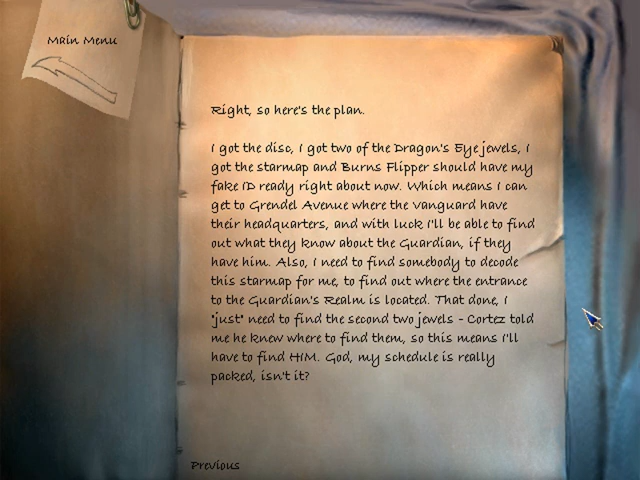 Main Menu
Right, so here's the plan.
I got the disc, I got two of the Dragon's Eye jewels, I
got the starmap and Burns Flipper should have my
fake ID ready right about now. Which means I can
get to Grendel Avenue where the Vanguard have
their headquarters, and with luck I'll be able to find
out what they know about the Guardian, if they
have him. Also, I need to find somebody to decode
this starmap for me, to find out where the entrance
to the Guardian's Realm is located. That done, I
"just" need to find the second two jewels - Cortez told
me he knew where to find them, so this means I'll
have to find HIM. God, my schedule is really
packed, isn't it?
Previous